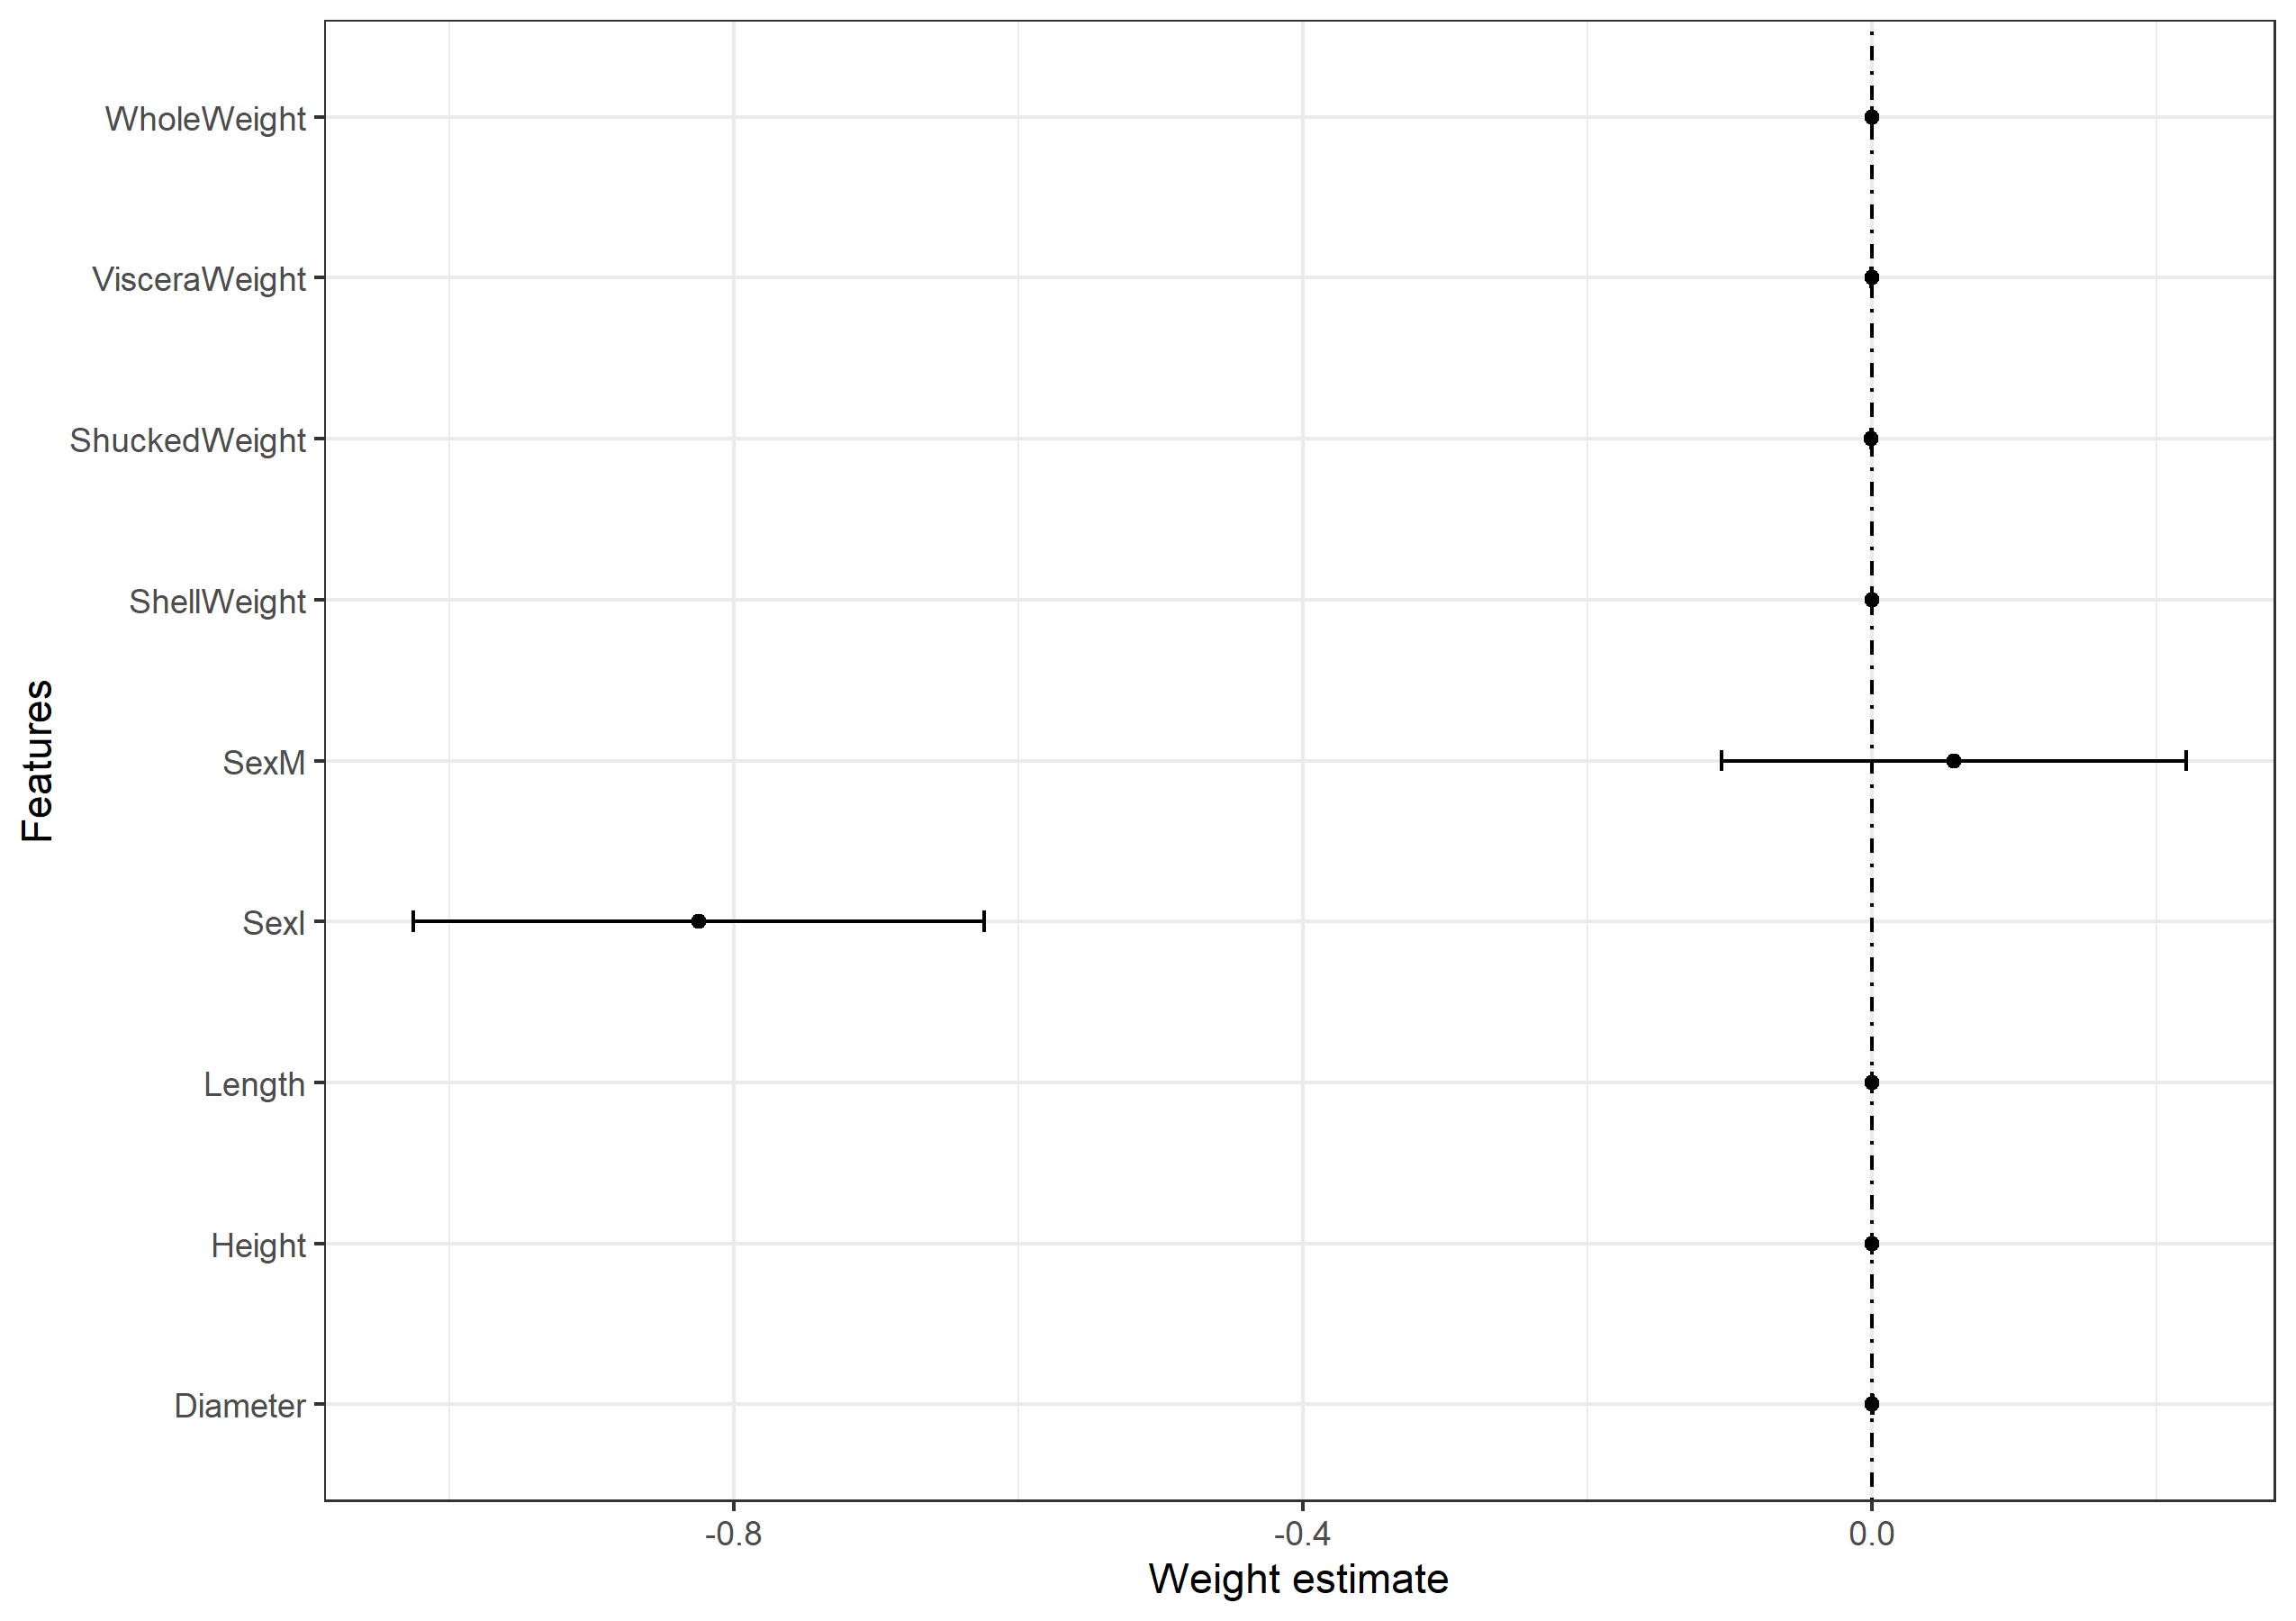 WholeWeight
VisceraWeight
ShuckedWeight
ShellWeight
SexM
SexI
Length
Height
Diameter
Features
-0.8
-0.4
0.0
Weight estimate